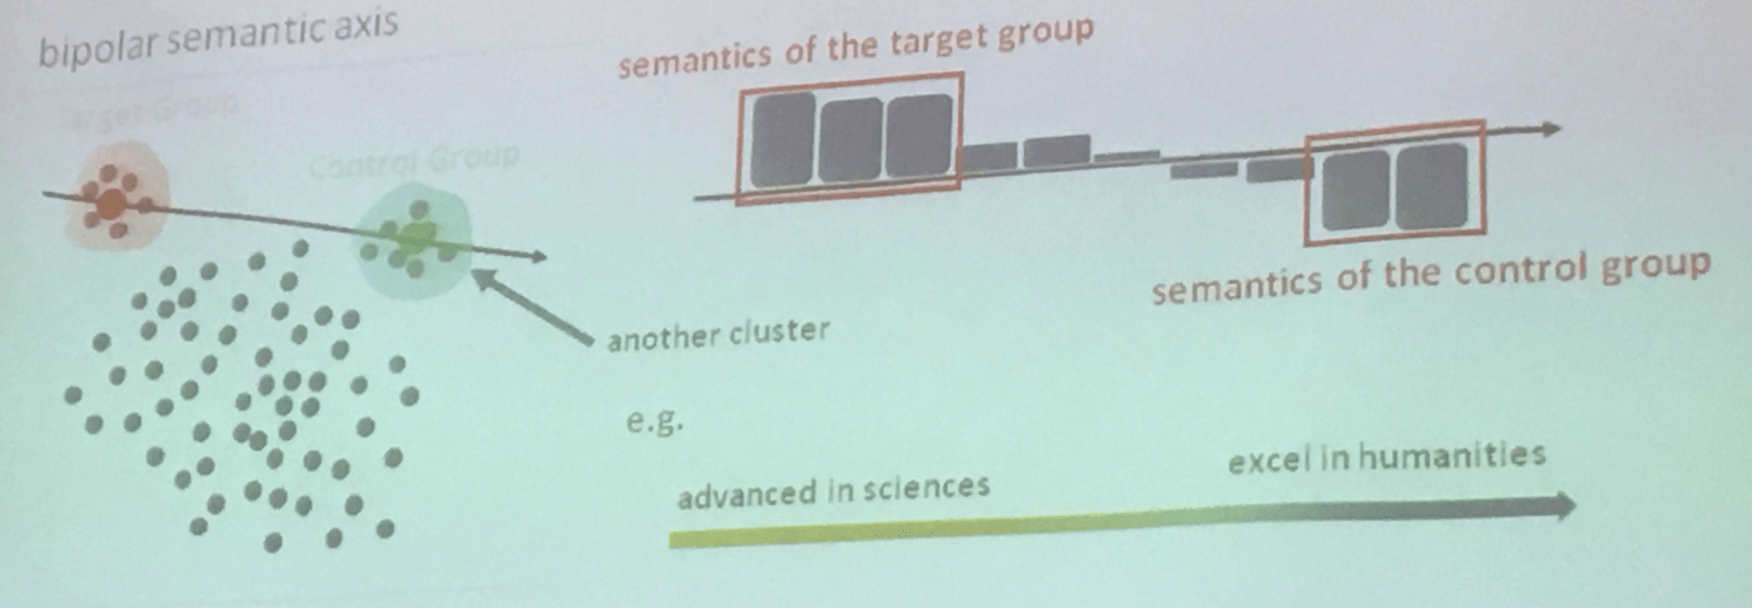 bipolar semantic axis
Target Group
Control Group
another cluster
semantics of the target group
semantics of the control group
e.g.
advanced in sciences
excel in humanities